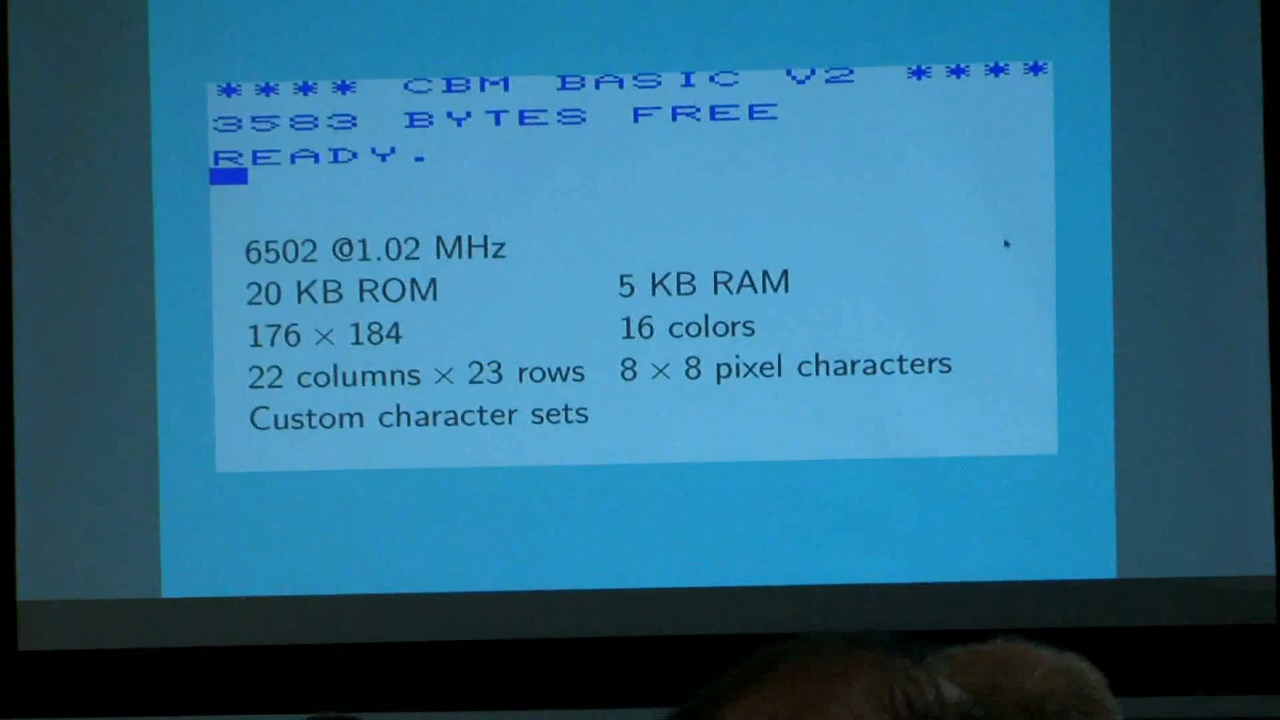 **** CBM BASIC V2 ****
3583 BYTES FREE
READY.
6502 @1.02 MHz
20 KB ROM 5 KB RAM
176 × 184 16 colors
22 columns × 23 rows 8 × 8 pixel characters
Custom character sets